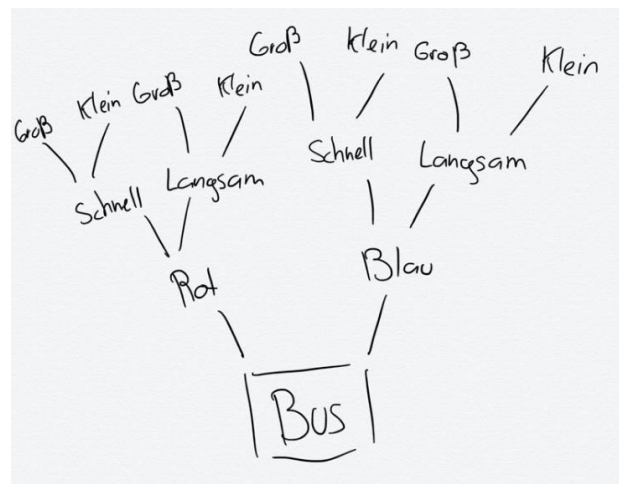 Groß Klein Groß Klein Groß Klein Groß Klein
Schnell Langsam Schnell Langsam
Rot Blau
Bus